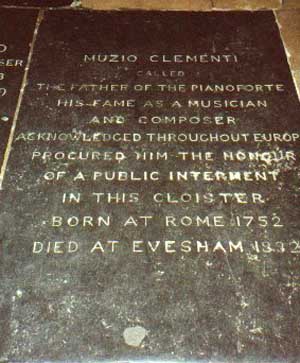 MUZIO CLEMENTI
CALLED
THE FATHER OF THE PIANOFORTE
HIS FAME AS A MUSICIAN
AND COMPOSER
ACKNOWLEDGED THROUGHOUT EUROP
PROCURED HIM THE HONOUR
OF A PUBLIC INTERMENT
IN THIS CLOISTER
BORN AT ROME 1752
DIED AT EVESHAM 1832